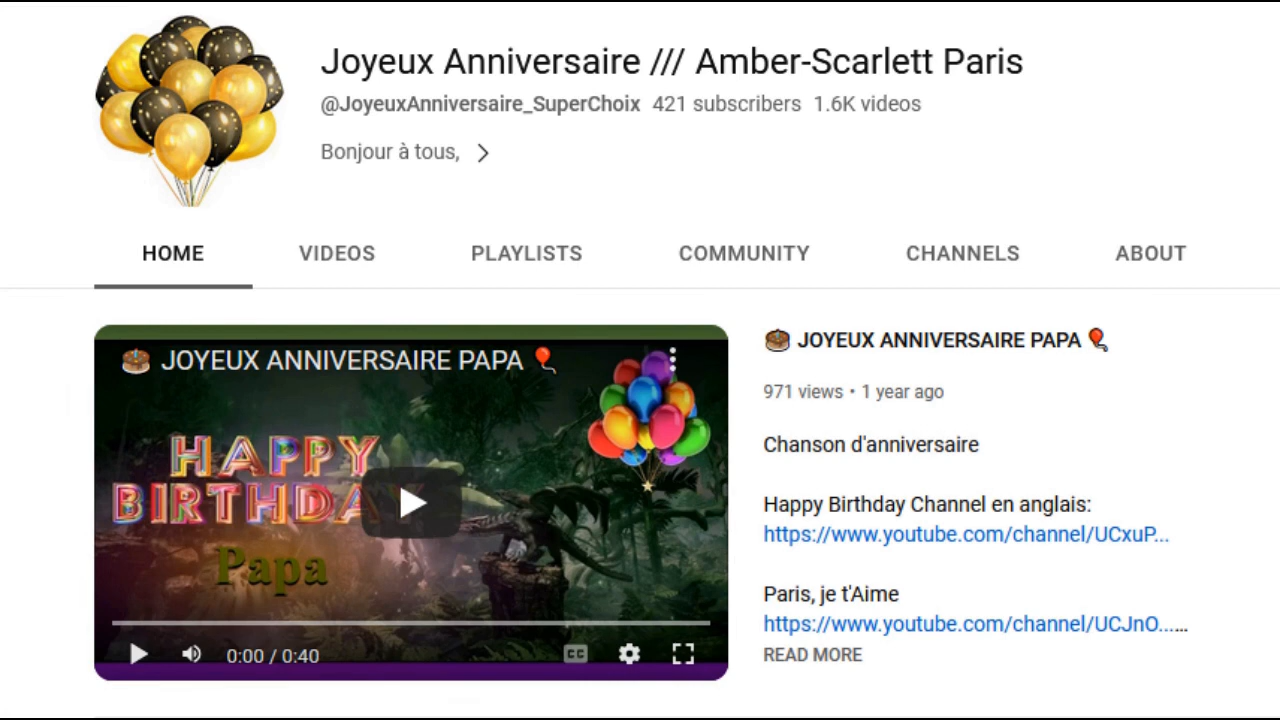 Joyeux Anniversaire /// Amber-Scarlett Paris
@JoyeuxAnniversaire_SuperChoix 421 subscribers 1.6K videos
Bonjour à tous,
HOME VIDEOS PLAYLISTS COMMUNITY CHANNELS ABOUT
JOYEUX ANNIVERSAIRE PAPA
HAPPY
BIRTHDAY
Papa
0:00 / 0:40
CC
JOYEUX ANNIVERSAIRE PAPA
971 views • 1 year ago
Chanson d'anniversaire
Happy Birthday Channel en anglais:
https://www.youtube.com/channel/UCxuP...
Paris, je t'Aime
https://www.youtube.com/channel/UCJnO......
READ MORE